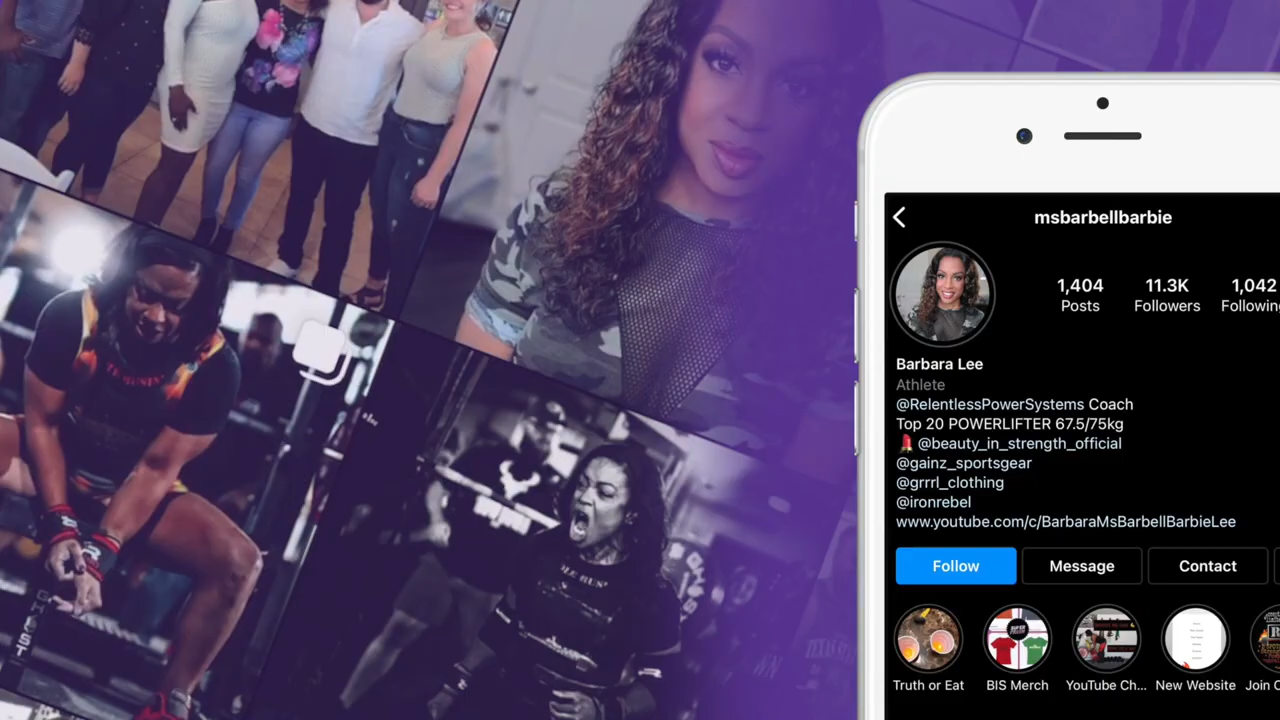 msbarbellbarbie
1,404
11.3K
1,042
Posts
Followers
Following
Barbara Lee
Athlete
@RelentlessPowerSystems Coach
Top 20 POWERLIFTER 67.5/75kg
💄 @beauty_in_strength_official
@gainz_sportsgear
@grrrl_clothing
@ironrebel
www.youtube.com/c/BarbaraMsBarbellBarbieLee
Follow
Message
Contact
Truth or Eat
BIS Merch
YouTube Ch...
New Website
Join